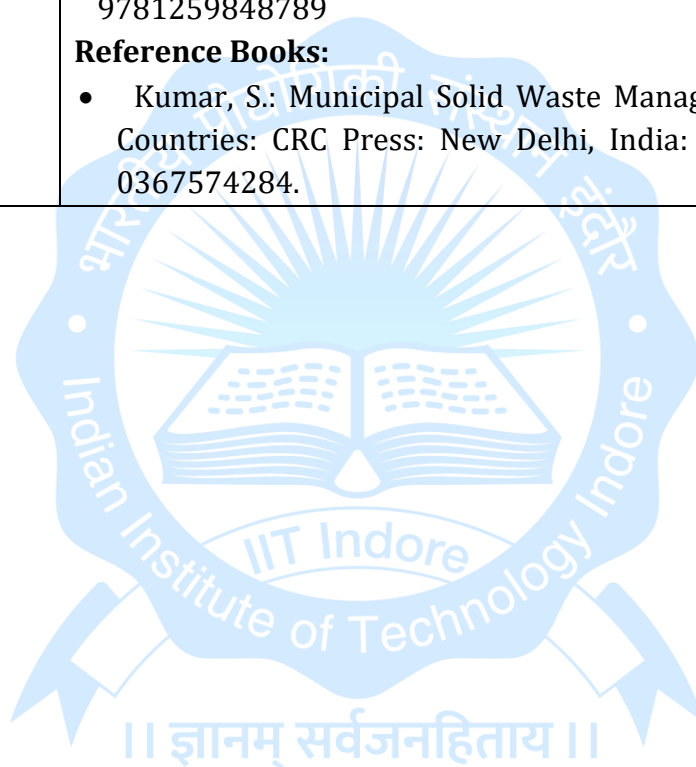 9781259848789
Reference Books:
• Kumar, S.: Municipal Solid Waste Manag
Countries: CRC Press: New Delhi, India:
0367574284.
भारतीय प्रौद्योगिकी संस्थान इंदौर
Indian Institute of Technology Indore
IIT Indore
।। ज्ञानम् सर्वजनहिताय ।।